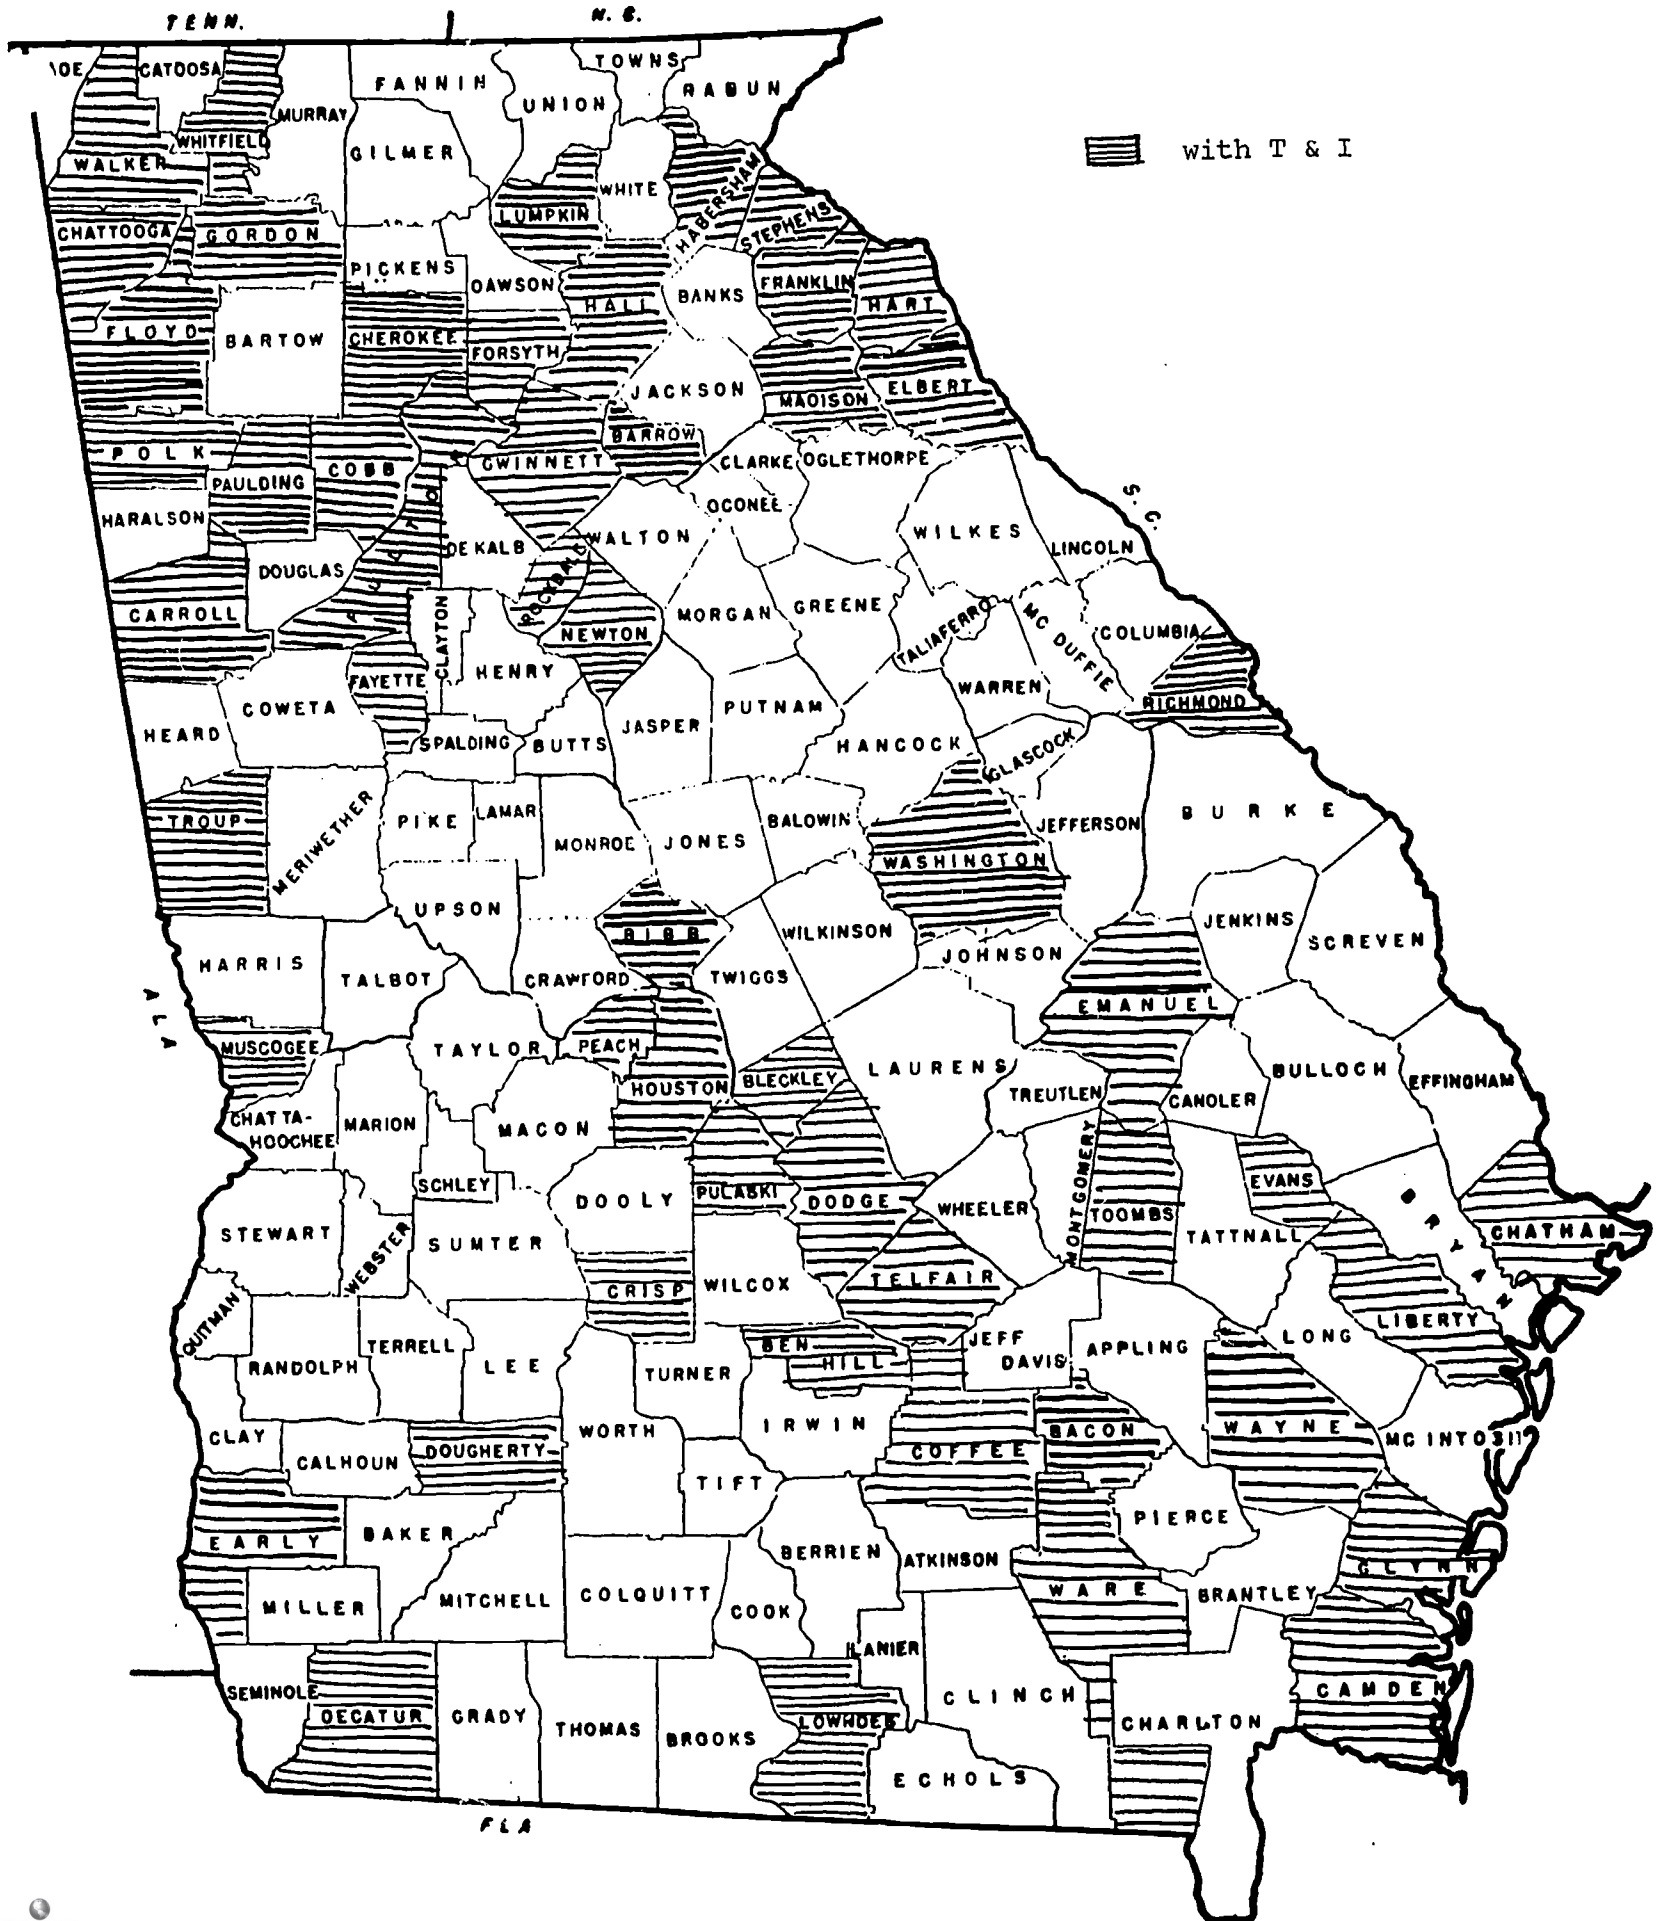 TENN.
N. C.
CATOOSA
FANNIN
TOWNS
RABUN
UNION
MURRAY
WHITFIELD
WALKER
GILMER
with T & I
WHITE
HABERSHAM
LUMPKIN
STEPHENS
CHATTOOGA
GORDON
PICKENS
DAWSON
HALL
BANKS
FRANKLIN
HART
FLOYD
BARTOW
CHEROKEE
FORSYTH
JACKSON
MADISON
ELBERT
BARROW
POLK
COBB
GWINNETT
CLARKE
OGLETHORPE
PAULDING
HARALSON
FULTON
OCONEE
S. C.
DEKALB
WALTON
WILKES
LINCOLN
DOUGLAS
ROCKDALE
CARROLL
CLAYTON
NEWTON
MORGAN
GREENE
TALIAFERRO
MC DUFFIE
COLUMBIA
FAYETTE
HENRY
WARREN
RICHMOND
HEARD
COWETA
SPALDING
BUTTS
JASPER
PUTNAM
HANCOCK
GLASCOCK
TROUP
MERIWETHER
PIKE
LAMAR
MONROE
JONES
BALDWIN
WASHINGTON
JEFFERSON
BURKE
UPSON
BIBB
WILKINSON
JENKINS
SCREVEN
HARRIS
TALBOT
CRAWFORD
TWIGGS
JOHNSON
ALA
EMANUEL
MUSCOGEE
TAYLOR
PEACH
HOUSTON
BLECKLEY
LAURENS
TREUTLEN
CANDLER
BULLOCH
EFFINGHAM
CHATTA-
HOOCHEE
MARION
MACON
SCHLEY
DOOLY
PULASKI
DODGE
WHEELER
MONTGOMERY
TOOMBS
EVANS
TATTNALL
BRYAN
CHATHAM
STEWART
WEBSTER
SUMTER
CRISP
WILCOX
TELFAIR
QUITMAN
RANDOLPH
TERRELL
LEE
TURNER
BEN
HILL
JEFF
DAVIS
APPLING
LONG
LIBERTY
CLAY
CALHOUN
DOUGHERTY
WORTH
IRWIN
COFFEE
BACON
WAYNE
MC INTOSH
TIFT
EARLY
BAKER
BERRIEN
ATKINSON
PIERCE
GLYNN
MILLER
MITCHELL
COLQUITT
COOK
WARE
BRANTLEY
LANIER
SEMINOLE
DECATUR
GRADY
THOMAS
BROOKS
LOWNDES
CLINCH
CHARLTON
CAMDEN
ECHOLS
FLA